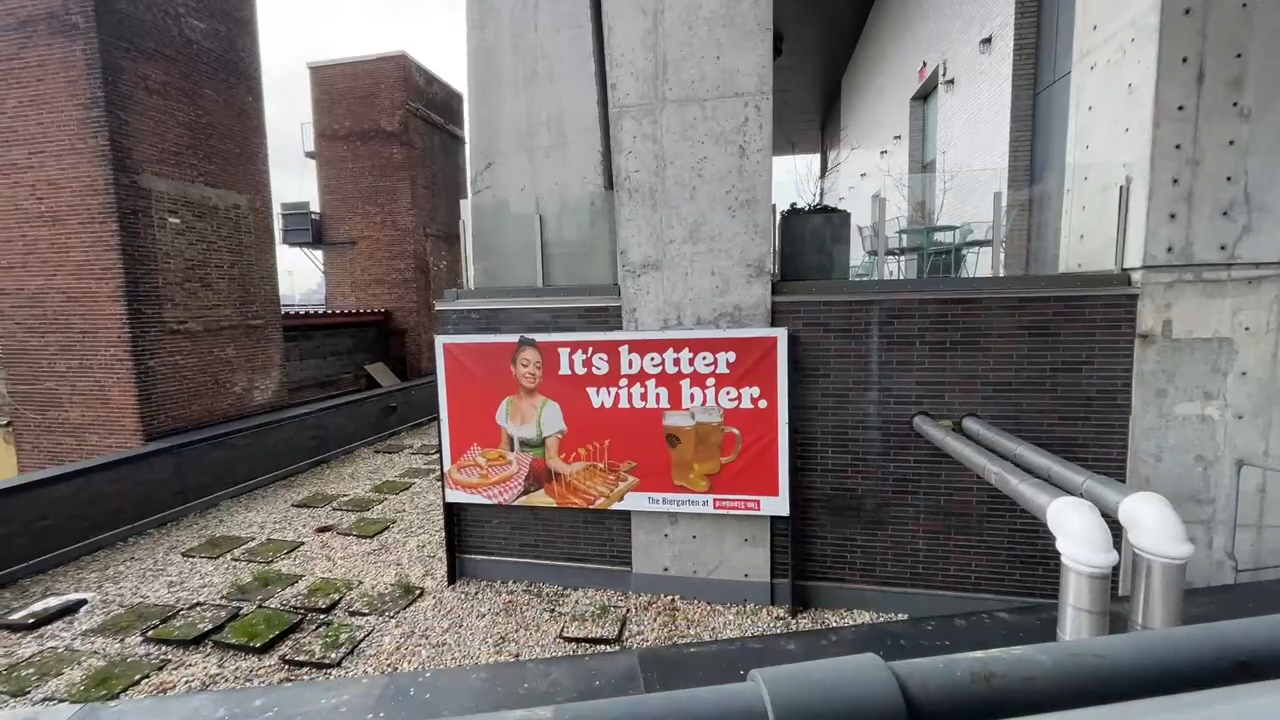 It's better
with bier.
The Biergarten at The Standard